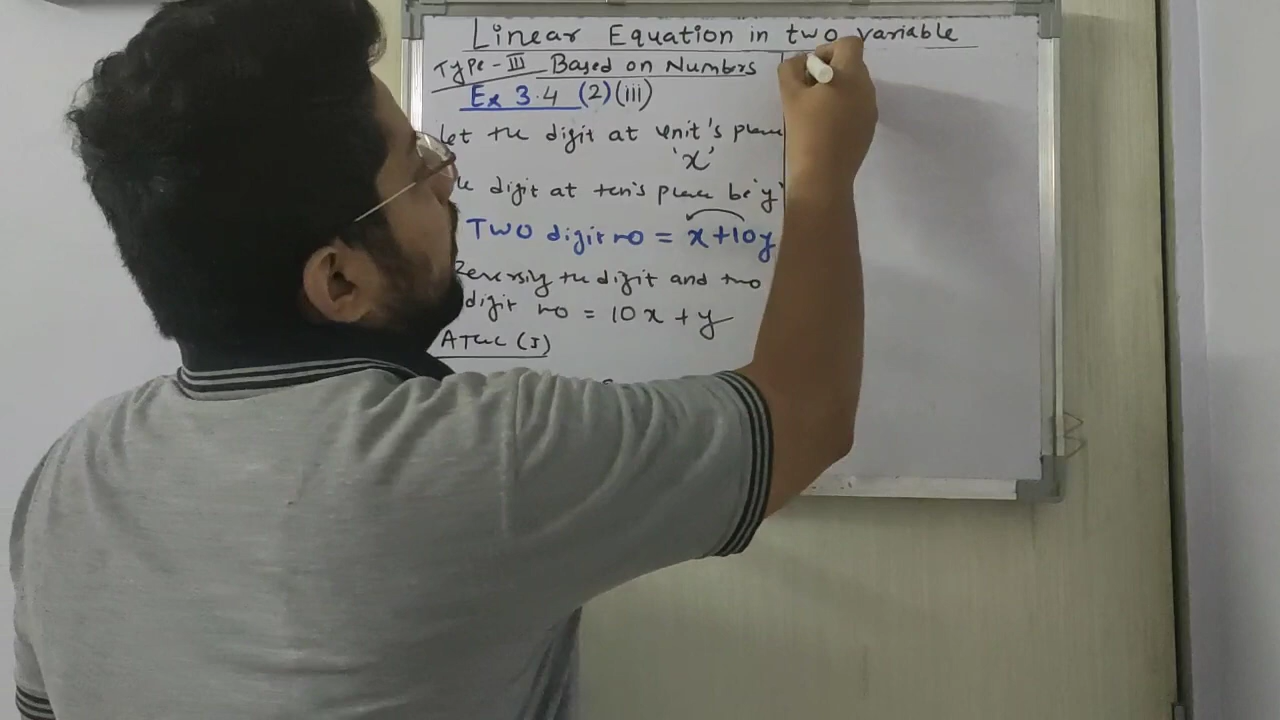 Linear Equation in two variable
Type-III Based on Numbers
Ex 3.4 (2)(iii)
Let the digit at Unit's place
'x'
digit at ten's place be 'y'
Two digit no = x+10y
Reversing the digit and two
digit no = 10x + y
ATQ (I)